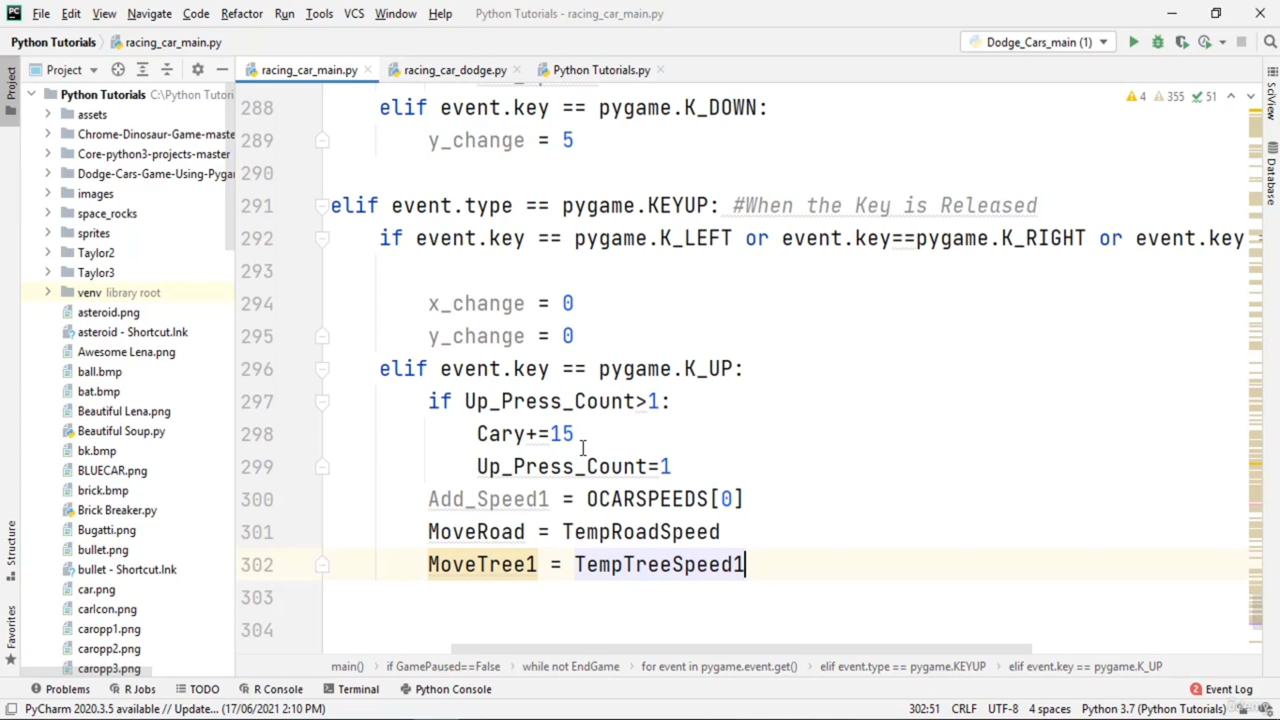 File Edit View Navigate Code Refactor Run Tools VCS Window Help Python Tutorials - racing_car_main.py
Python Tutorials racing_car_main.py Dodge_Cars_main (1)
Project racing_car_main.py racing_car_dodge.py Python Tutorials.py
Project
Python Tutorials C:\Python Tutori
assets
Chrome-Dinosaur-Game-maste
Core-python3-projects-master
Dodge-Cars-Game-Using-Pygar
images
space_rocks
sprites
Taylor2
Taylor3
venv library root
asteroid.png
asteroid - Shortcut.lnk
Awesome Lena.png
ball.bmp
bat.bmp
Beautiful Lena.png
Beautiful Soup.py
bk.bmp
BLUECAR.png
brick.bmp
Brick Breaker.py
Bugatti.png
bullet.png
bullet - Shortcut.lnk
car.png
carIcon.png
caropp1.png
caropp2.png
caropp3.png
Structure
Favorites
4 355 51
SciView
Database
288 elif event.key == pygame.K_DOWN:
289 y_change = 5
290
291 elif event.type == pygame.KEYUP: #When the Key is Released
292 if event.key == pygame.K_LEFT or event.key==pygame.K_RIGHT or event.key =
293
294 x_change = 0
295 y_change = 0
296 elif event.key == pygame.K_UP:
297 if Up_Press_Count>1:
298 Cary+=15
299 Up_Press_Count=1
300 Add_Speed1 = OCARSPEEDS[0]
301 MoveRoad = TempRoadSpeed
302 MoveTree1 = TempTreeSpeed1
303
304
main() if GamePaused==False while not EndGame for event in pygame.event.get() elif event.type == pygame.KEYUP elif event.key == pygame.K_UP
Problems R Jobs TODO R Console Terminal Python Console Event Log
PyCharm 2020.3.5 available // Update... (17/06/2021 2:10 PM) 302:51 CRLF UTF-8 4 spaces Python 3.7 (Python Tutorials)